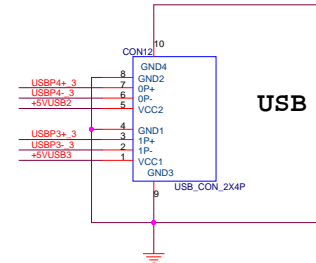 10
CON12
GND4
8 GND2
USBP4+_3 7 0P+
USBP4-_3 6 0P-
+5VUSB2 5 VCC2
USB
4 GND1
USBP3+_3 3 1P+
USBP3-_3 2 1P-
+5VUSB3 1 VCC1
GND3
USB_CON_2X4P
9